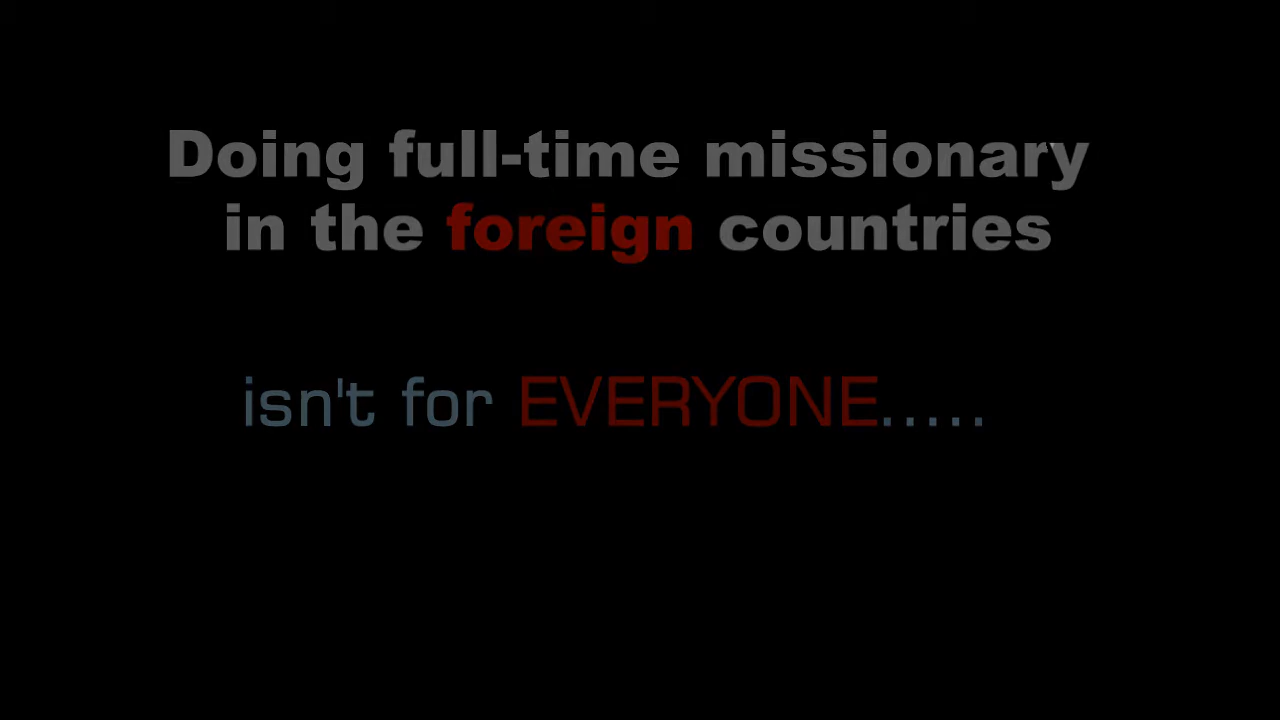 Doing full-time missionary
in the foreign countries
isn't for EVERYONE.....